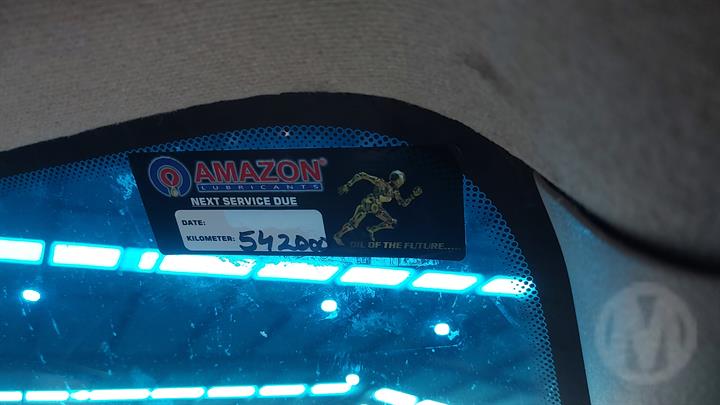 AMAZON®
LUBRICANTS
NEXT SERVICE DUE
DATE:
KILOMETER: 542000
OIL OF THE FUTURE.....